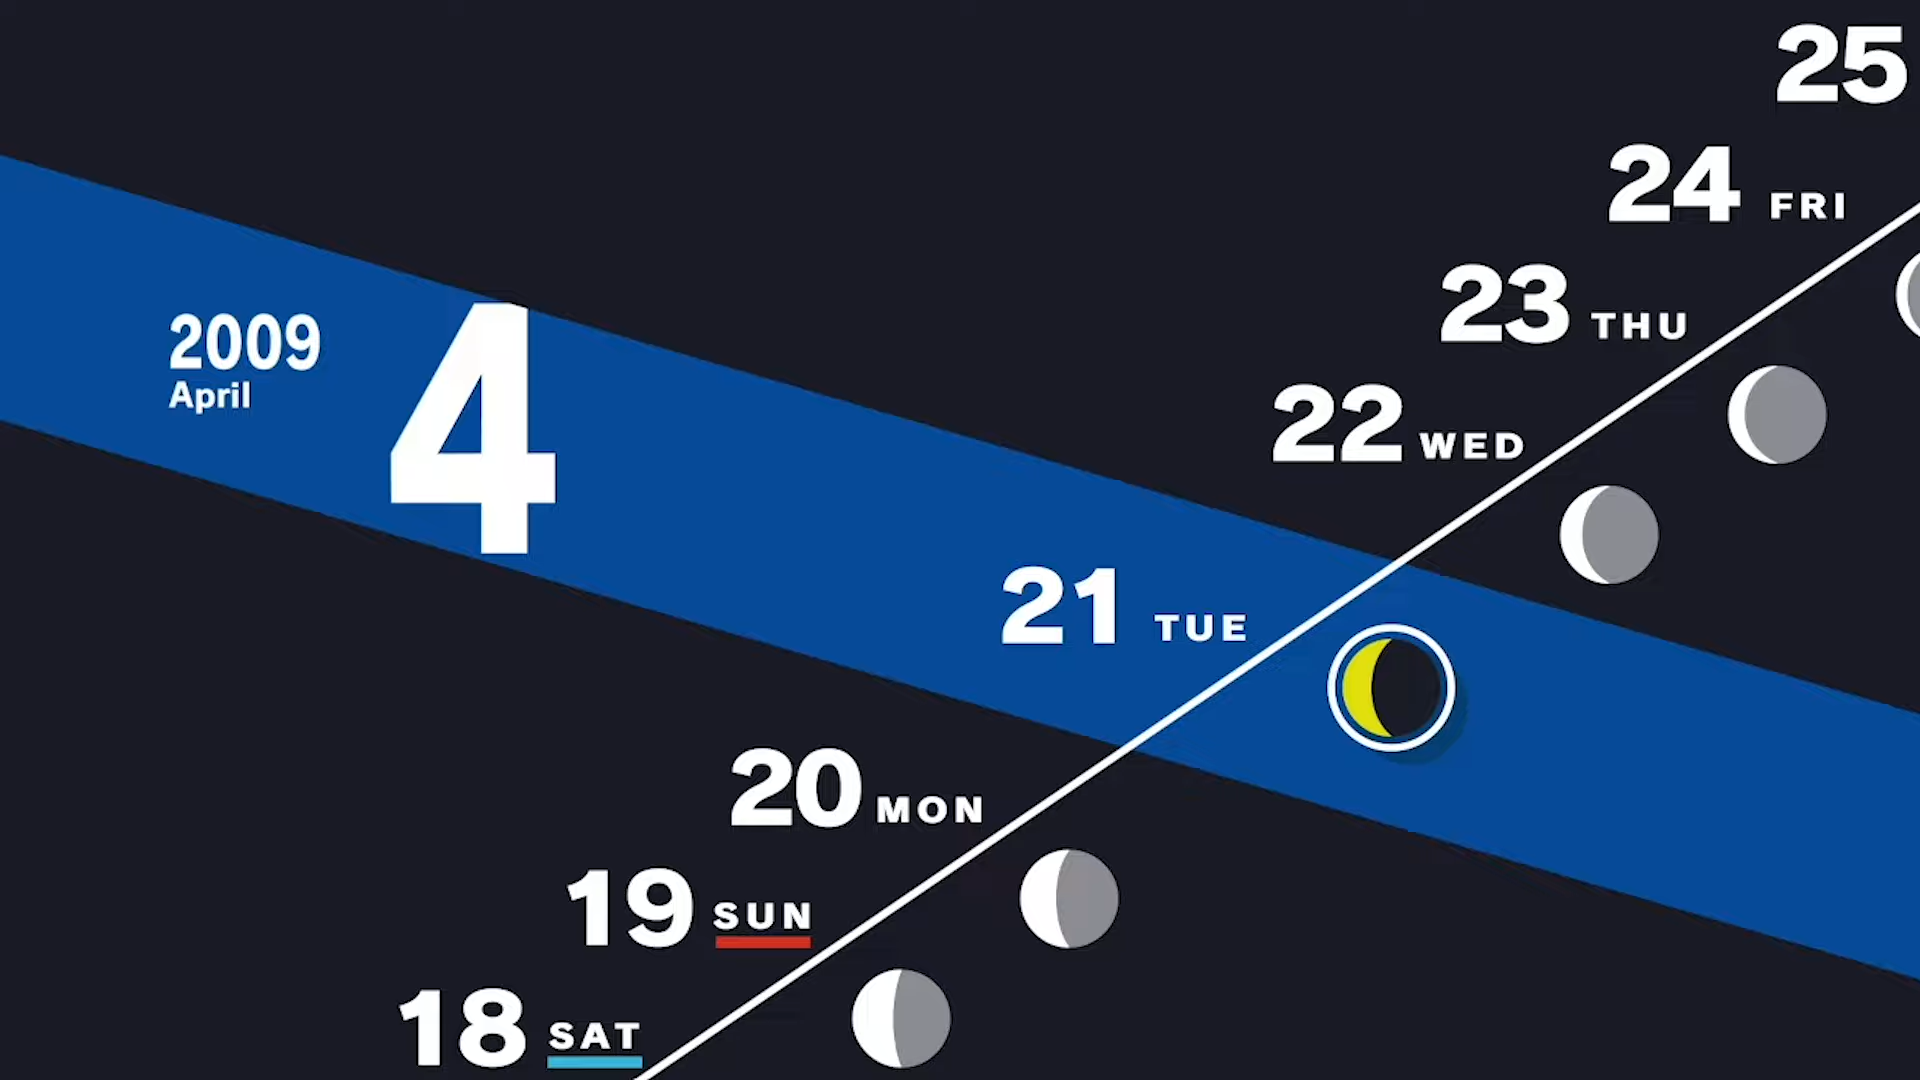 25
24 FRI
23 THU
22 WED
2009
April
4
21 TUE
20 MON
19 SUN
18 SAT